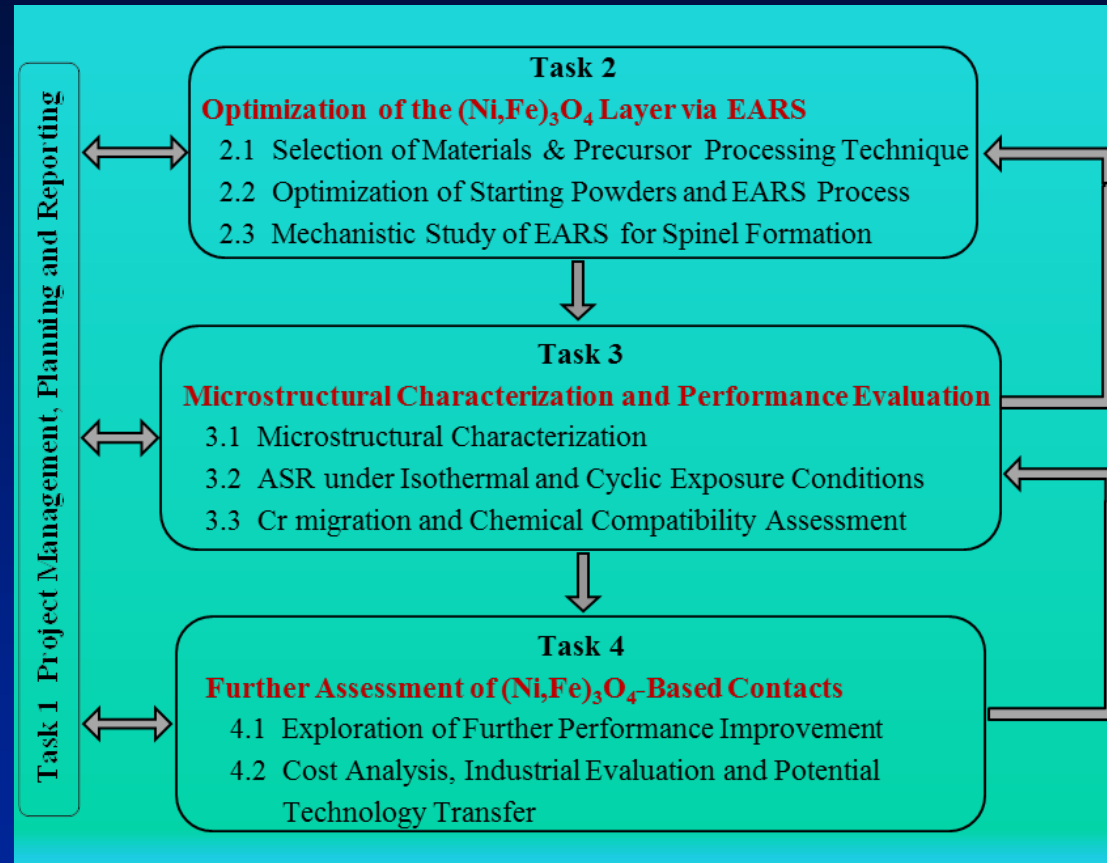 Task 1 Project Management, Planning and Reporting
Task 2
Optimization of the (Ni,Fe)₃O₄ Layer via EARS
2.1 Selection of Materials & Precursor Processing Technique
2.2 Optimization of Starting Powders and EARS Process
2.3 Mechanistic Study of EARS for Spinel Formation
Task 3
Microstructural Characterization and Performance Evaluation
3.1 Microstructural Characterization
3.2 ASR under Isothermal and Cyclic Exposure Conditions
3.3 Cr migration and Chemical Compatibility Assessment
Task 4
Further Assessment of (Ni,Fe)₃O₄-Based Contacts
4.1 Exploration of Further Performance Improvement
4.2 Cost Analysis, Industrial Evaluation and Potential
Technology Transfer